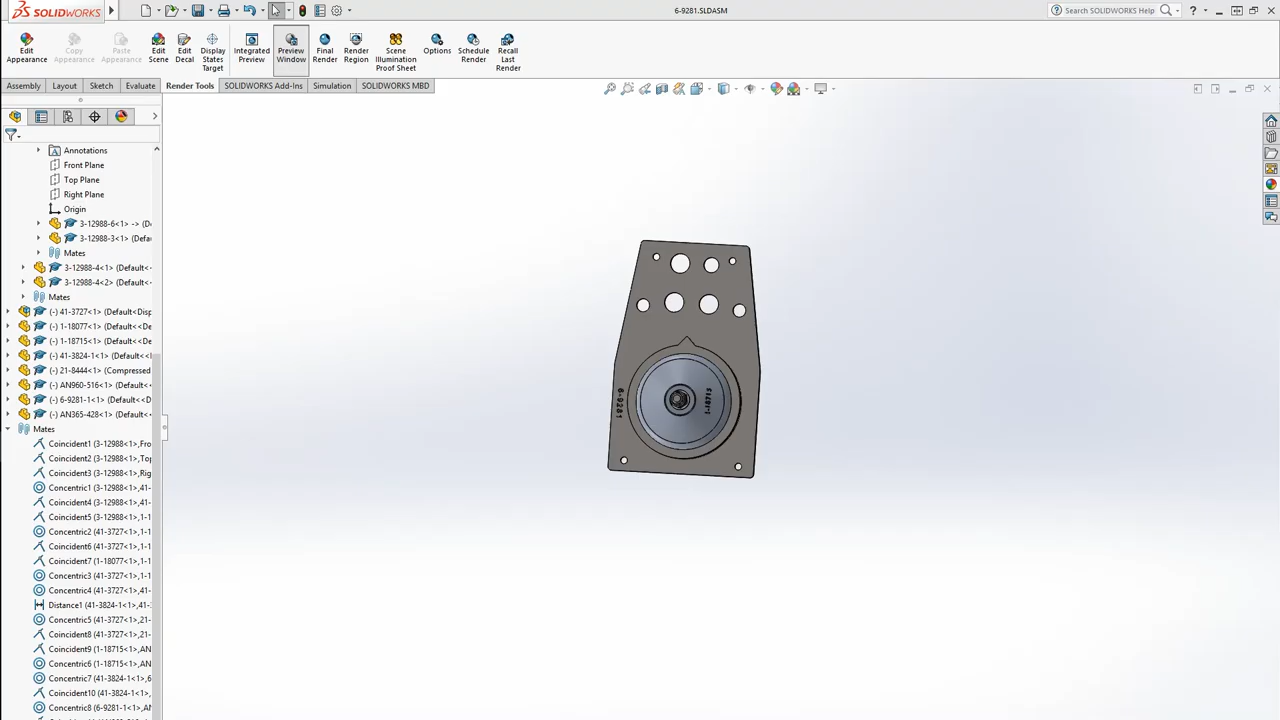 SOLIDWORKS
6-9281.SLDASM
Search SOLIDWORKS Help
Edit Appearance
Copy Appearance
Paste Appearance
Edit Scene
Edit Decal
Display States Target
Integrated Preview
Preview Window
Final Render
Render Region
Scene Illumination Proof Sheet
Options
Schedule Render
Recall Last Render
Assembly Layout Sketch Evaluate Render Tools SOLIDWORKS Add-Ins Simulation SOLIDWORKS MBD
Annotations
Front Plane
Top Plane
Right Plane
Origin
3-12988-6<1> -> (D
3-12988-3<1> (Defa
Mates
3-12988-4<1> (Default<
3-12988-4<2> (Default<
Mates
(-) 41-3727<1> (Default<Disp
(-) 1-18077<1> (Default<<De
(-) 1-18715<1> (Default<<De
(-) 41-3824-1<1> (Default<<
(-) 21-8444<1> (Compressed
(-) AN960-516<1> (Default<
(-) 6-9281-1<1> (Default<<D
(-) AN365-428<1> (Default<
Mates
Coincident1 (3-12988<1>,Fro
Coincident2 (3-12988<1>,Top
Coincident3 (3-12988<1>,Rig
Concentric1 (3-12988<1>,41-
Coincident4 (3-12988<1>,41-
Coincident5 (3-12988<1>,1-1
Concentric2 (41-3727<1>,1-1
Coincident6 (41-3727<1>,1-1
Coincident7 (1-18077<1>,1-1
Concentric3 (41-3727<1>,1-1
Concentric4 (41-3727<1>,41-
Distance1 (41-3824-1<1>,41-
Concentric5 (41-3727<1>,21-
Coincident8 (41-3727<1>,21-
Coincident9 (1-18715<1>,AN
Concentric6 (1-18715<1>,AN
Concentric7 (41-3824-1<1>,6
Coincident10 (41-3824-1<1>,
Concentric8 (6-9281-1<1>,AN
6-9281
1-18715